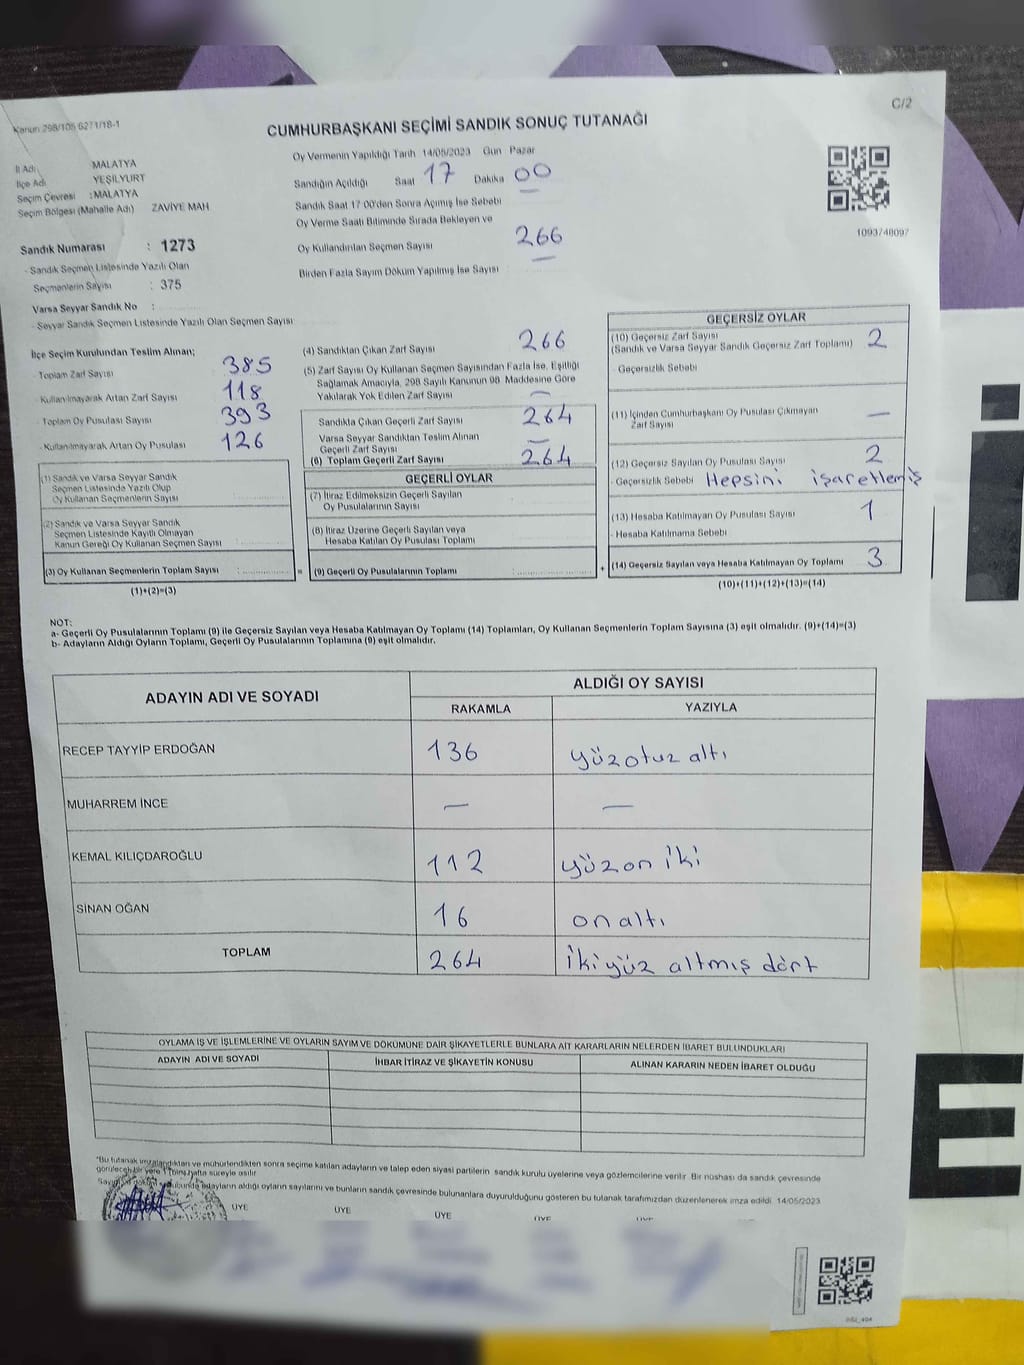 Kanun 298/105 6271/18-1
C/2
CUMHURBAŞKANI SEÇİMİ SANDIK SONUÇ TUTANAĞI
İl Adı : MALATYA
İlçe Adı : YEŞİLYURT
Seçim Çevresi : MALATYA
Seçim Bölgesi (Mahalle Adı) ZAVİYE MAH
Oy Vermenin Yapıldığı Tarih 14/05/2023 Gün Pazar
Sandığın Açıldığı Saat 17 Dakika 00
Sandık Saat 17:00'den Sonra Açımış İse Sebebi
Oy Verme Saati Bitiminde Sırada Bekleyen ve
Oy Kullandırılan Seçmen Sayısı 266
Birden Fazla Sayım Döküm Yapılmış İse Sayısı
1093748097
Sandık Numarası : 1273
- Sandık Seçmen Listesinde Yazılı Olan
Seçmenlerin Sayısı : 375
Varsa Seyyar Sandık No :
- Seyyar Sandık Seçmen Listesinde Yazılı Olan Seçmen Sayısı:
İlçe Seçim Kurulundan Teslim Alınan;
- Toplam Zarf Sayısı 385
- Kullanılmayarak Artan Zarf Sayısı 118
- Toplam Oy Pusulası Sayısı 393
- Kullanılmayarak Artan Oy Pusulası 126
(1) Sandık ve Varsa Seyyar Sandık
Seçmen Listesinde Yazılı Olup
Oy Kullanan Seçmenlerin Sayısı :
(2) Sandık ve Varsa Seyyar Sandık
Seçmen Listesinde Kayıtlı Olmayan
Kanun Gereği Oy Kullanan Seçmen Sayısı :
(3) Oy Kullanan Seçmenlerin Toplam Sayısı :
(1)+(2)=(3)
(4) Sandıktan Çıkan Zarf Sayısı 266
(5) Zarf Sayısı Oy Kullanan Seçmen Sayısından Fazla İse, Eşitliği
Sağlamak Amacıyla, 298 Sayılı Kanunun 98. Maddesine Göre
Yakılarak Yok Edilen Zarf Sayısı —
Sandıkta Çıkan Geçerli Zarf Sayısı 264
Varsa Seyyar Sandıktan Teslim Alınan
Geçerli Zarf Sayısı —
(6) Toplam Geçerli Zarf Sayısı 264
GEÇERLİ OYLAR
(7) İtiraz Edilmeksizin Geçerli Sayılan
Oy Pusulasının Sayısı
(8) İtiraz Üzerine Geçerli Sayılan veya
Hesaba Katılan Oy Pusulası Toplamı
= (9) Geçerli Oy Pusulalarının Toplamı :
GEÇERSİZ OYLAR
(10) Geçersiz Zarf Sayısı
(Sandık ve Varsa Seyyar Sandık Geçersiz Zarf Toplamı) 2
- Geçersizlik Sebebi
(11) İçinden Cumhurbaşkanı Oy Pusulası Çıkmayan
Zarf Sayısı —
(12) Geçersiz Sayılan Oy Pusulası Sayısı 2
- Geçersizlik Sebebi Hepsini işaretlemiş
(13) Hesaba Katılmayan Oy Pusulası Sayısı 1
- Hesaba Katılmama Sebebi
+ (14) Geçersiz Sayılan veya Hesaba Katılmayan Oy Toplamı 3
(10)+(11)+(12)+(13)=(14)
NOT:
a- Geçerli Oy Pusulalarının Toplamı (9) ile Geçersiz Sayılan veya Hesaba Katılmayan Oy Toplamı (14) Toplamları, Oy Kullanan Seçmenlerin Toplam Sayısına (3) eşit olmalıdır. (9)+(14)=(3)
b- Adayların Aldığı Oyların Toplamı, Geçerli Oy Pusulalarının Toplamına (9) eşit olmalıdır.
ADAYIN ADI VE SOYADI
ALDIĞI OY SAYISI
RAKAMLA YAZIYLA
RECEP TAYYİP ERDOĞAN 136 yüzotuz altı
MUHARREM İNCE — —
KEMAL KILIÇDAROĞLU 112 yüzon iki
SİNAN OĞAN 16 onaltı
TOPLAM 264 ikiyüz altmış dört
OYLAMA İŞ VE İŞLEMLERİNE VE OYLARIN SAYIM VE DÖKÜMÜNE DAİR ŞİKAYETLERLE BUNLARA AİT KARARLARIN NELERDEN İBARET BULUNDUKLARI
ADAYIN ADI VE SOYADI İHBAR İTİRAZ VE ŞİKAYETİN KONUSU ALINAN KARARIN NEDEN İBARET OLDUĞU
"Bu tutanak imzalandıktan ve mühürlendikten sonra seçime katılan adayların ve talep eden siyasi partilerin sandık kurulu üyelerine veya gözlemcilerine verilir. Bir nüshası da sandık çevresinde
görülecek bir yere 1 (bir) hafta süreyle asılır.
adayların aldığı oyların sayılarını ve bunların sandık çevresinde bulunanlara duyurulduğunu gösteren bu tutanak tarafımızdan düzenlenerek imza edildi. 14/05/2023
ÜYE ÜYE ÜYE ÜYE ÜYE
i
E